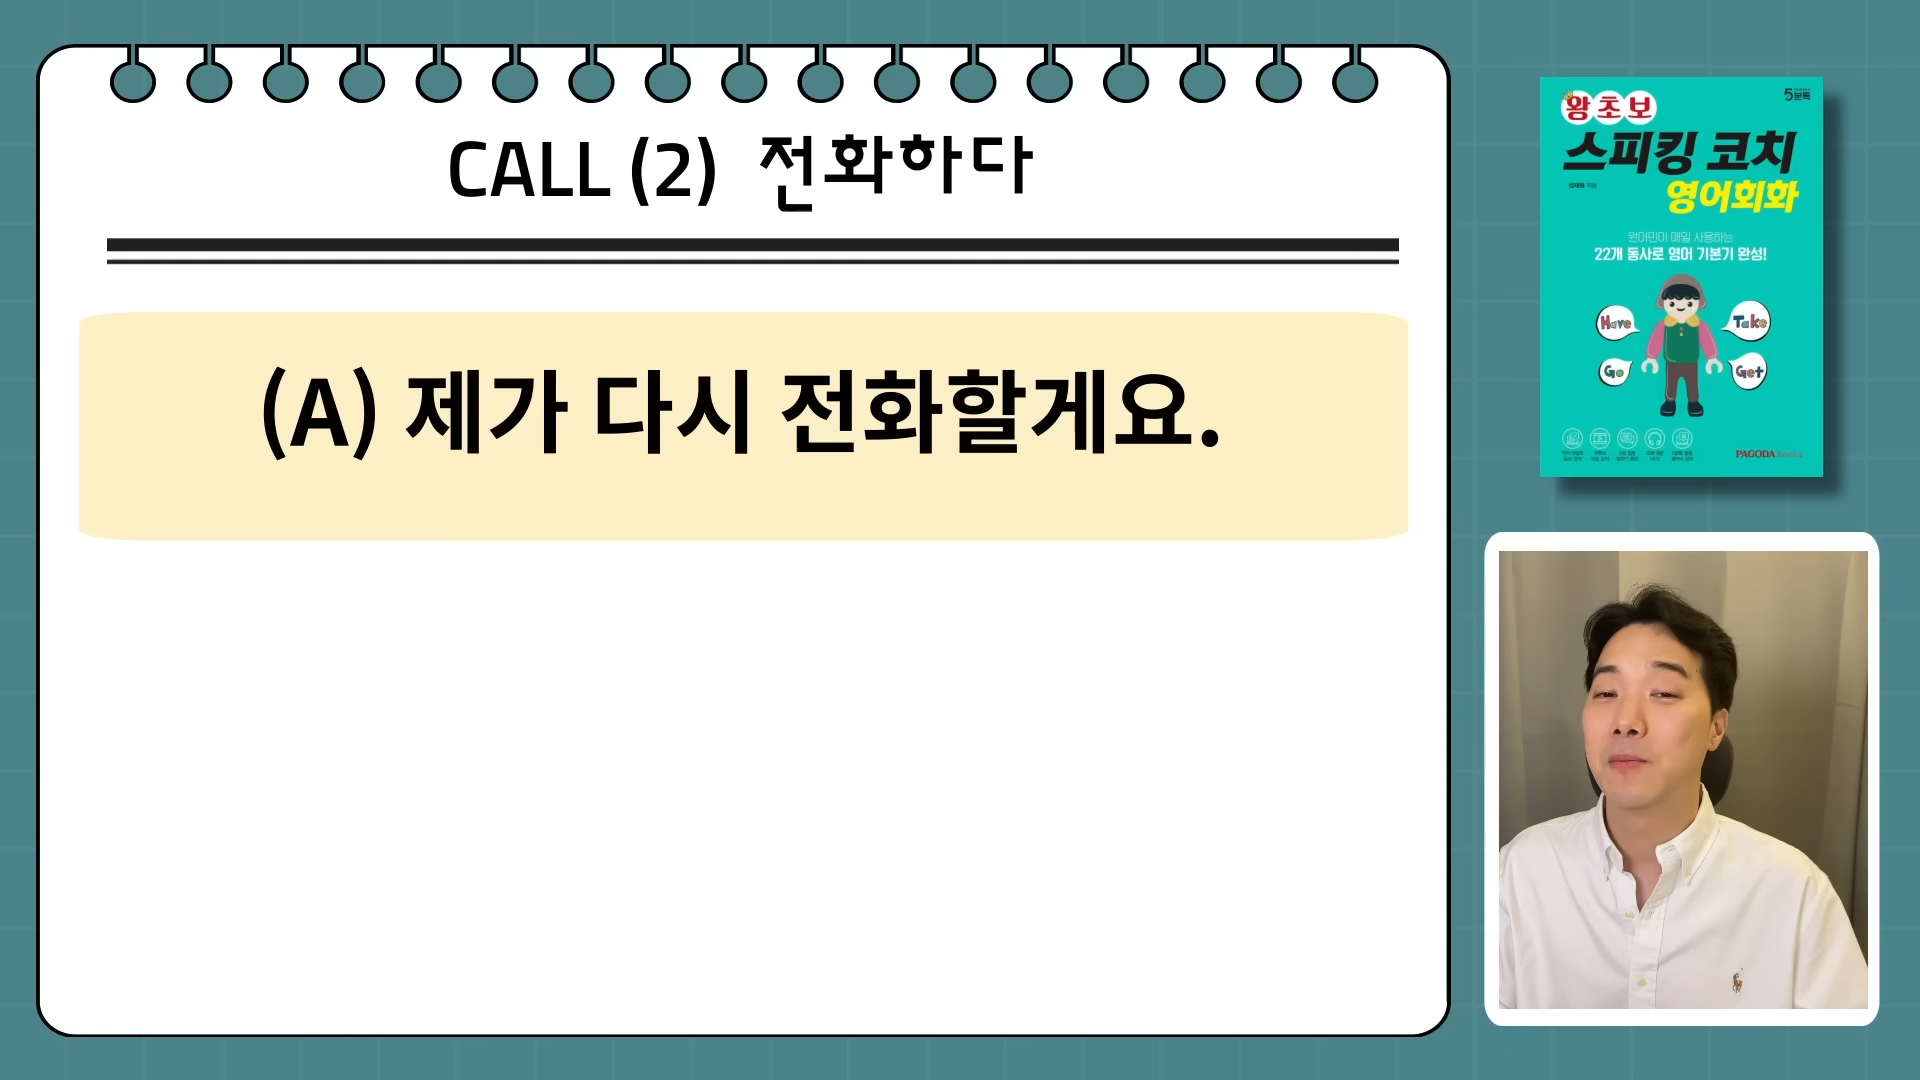 CALL (2) 전화하다
(A) 제가 다시 전화할게요.
5분톡
왕초보
스피킹 코치
영어회화
원어민이 매일 사용하는
22개 동사로 영어 기본기 완성!
Have
Take
Go
Get
PAGODA Books